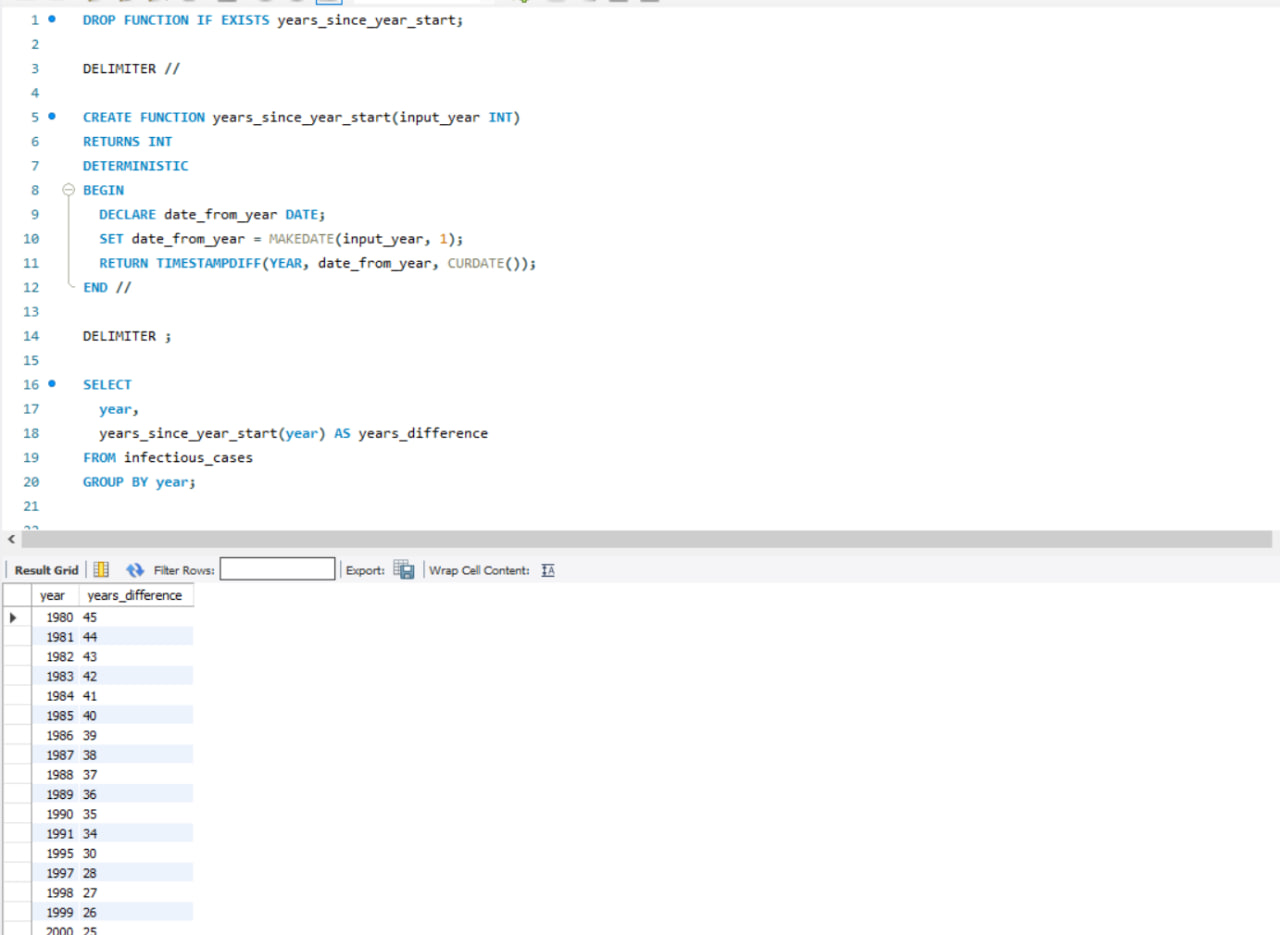 1 DROP FUNCTION IF EXISTS years_since_year_start;
2
3 DELIMITER //
4
5 CREATE FUNCTION years_since_year_start(input_year INT)
6 RETURNS INT
7 DETERMINISTIC
8 BEGIN
9 DECLARE date_from_year DATE;
10 SET date_from_year = MAKEDATE(input_year, 1);
11 RETURN TIMESTAMPDIFF(YEAR, date_from_year, CURDATE());
12 END //
13
14 DELIMITER ;
15
16 SELECT
17 year,
18 years_since_year_start(year) AS years_difference
19 FROM infectious_cases
20 GROUP BY year;
21
Result Grid Filter Rows: Export: Wrap Cell Content:
year years_difference
1980 45
1981 44
1982 43
1983 42
1984 41
1985 40
1986 39
1987 38
1988 37
1989 36
1990 35
1991 34
1995 30
1997 28
1998 27
1999 26
2000 25